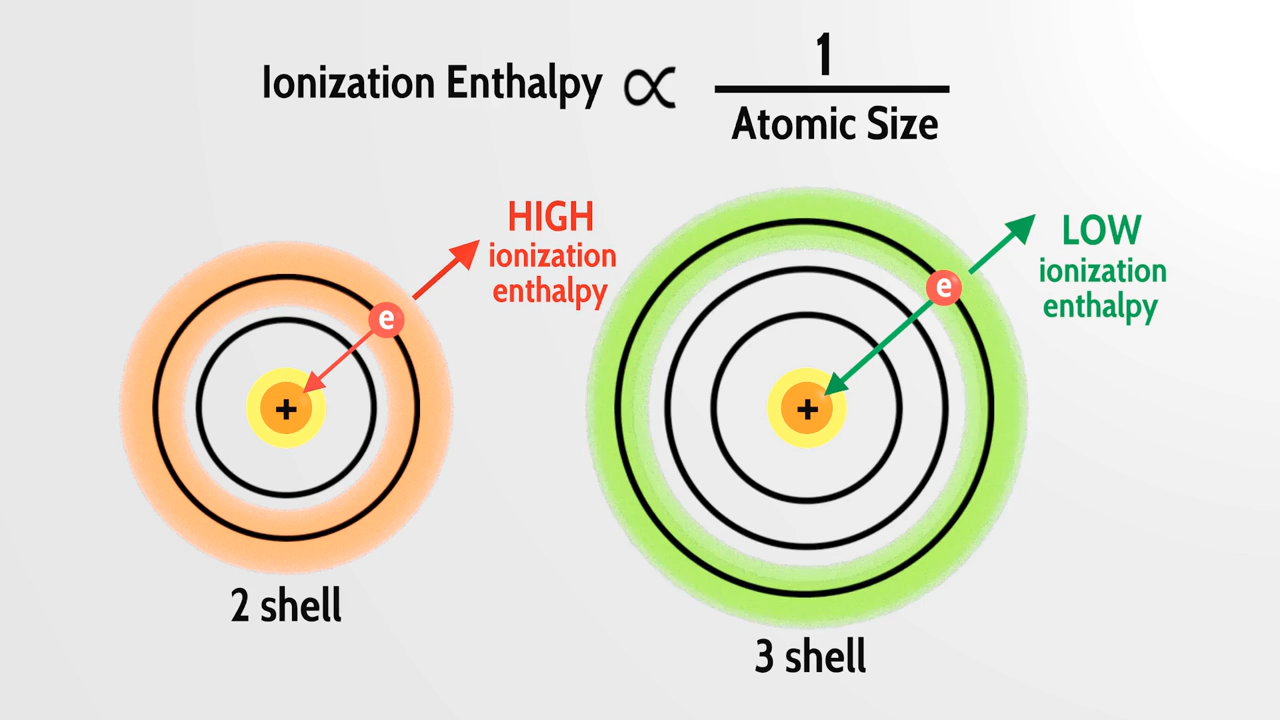 Ionization Enthalpy ∝ 1
Atomic Size
HIGH
ionization
enthalpy
LOW
ionization
enthalpy
e
e
+
+
2 shell
3 shell